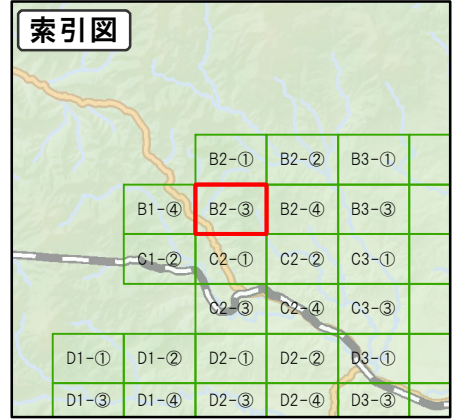 索引図
B2-① B2-② B3-①
B1-④ B2-③ B2-④ B3-③
C1-② C2-① C2-② C3-①
C2-③ C2-④ C3-③
D1-① D1-② D2-① D2-② D3-①
D1-③ D1-④ D2-③ D2-④ D3-③